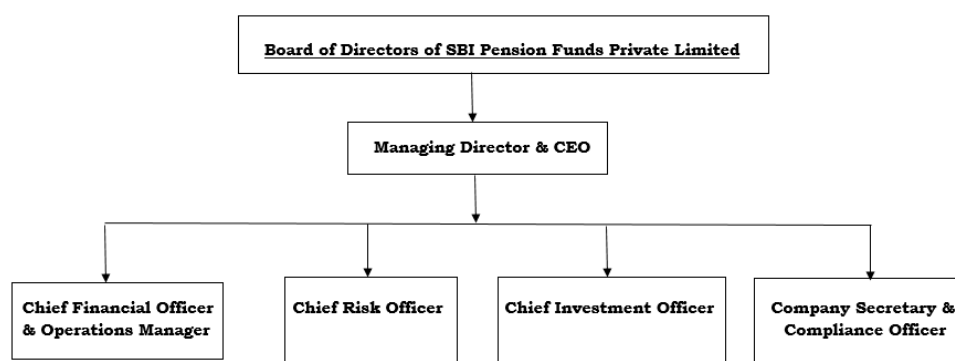 Board of Directors of SBI Pension Funds Private Limited
Managing Director & CEO
Chief Financial Officer
& Operations Manager
Chief Risk Officer
Chief Investment Officer
Company Secretary &
Compliance Officer